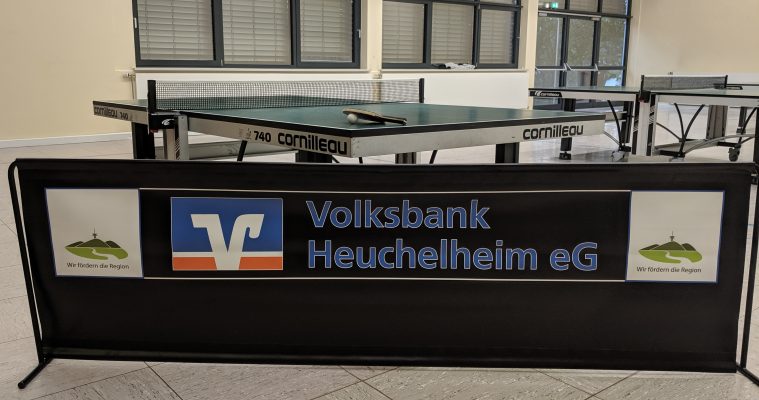 740 cornilleau
cornilleau
Volksbank
Heuchelheim eG
Wir fördern die Region
Wir fördern die Region